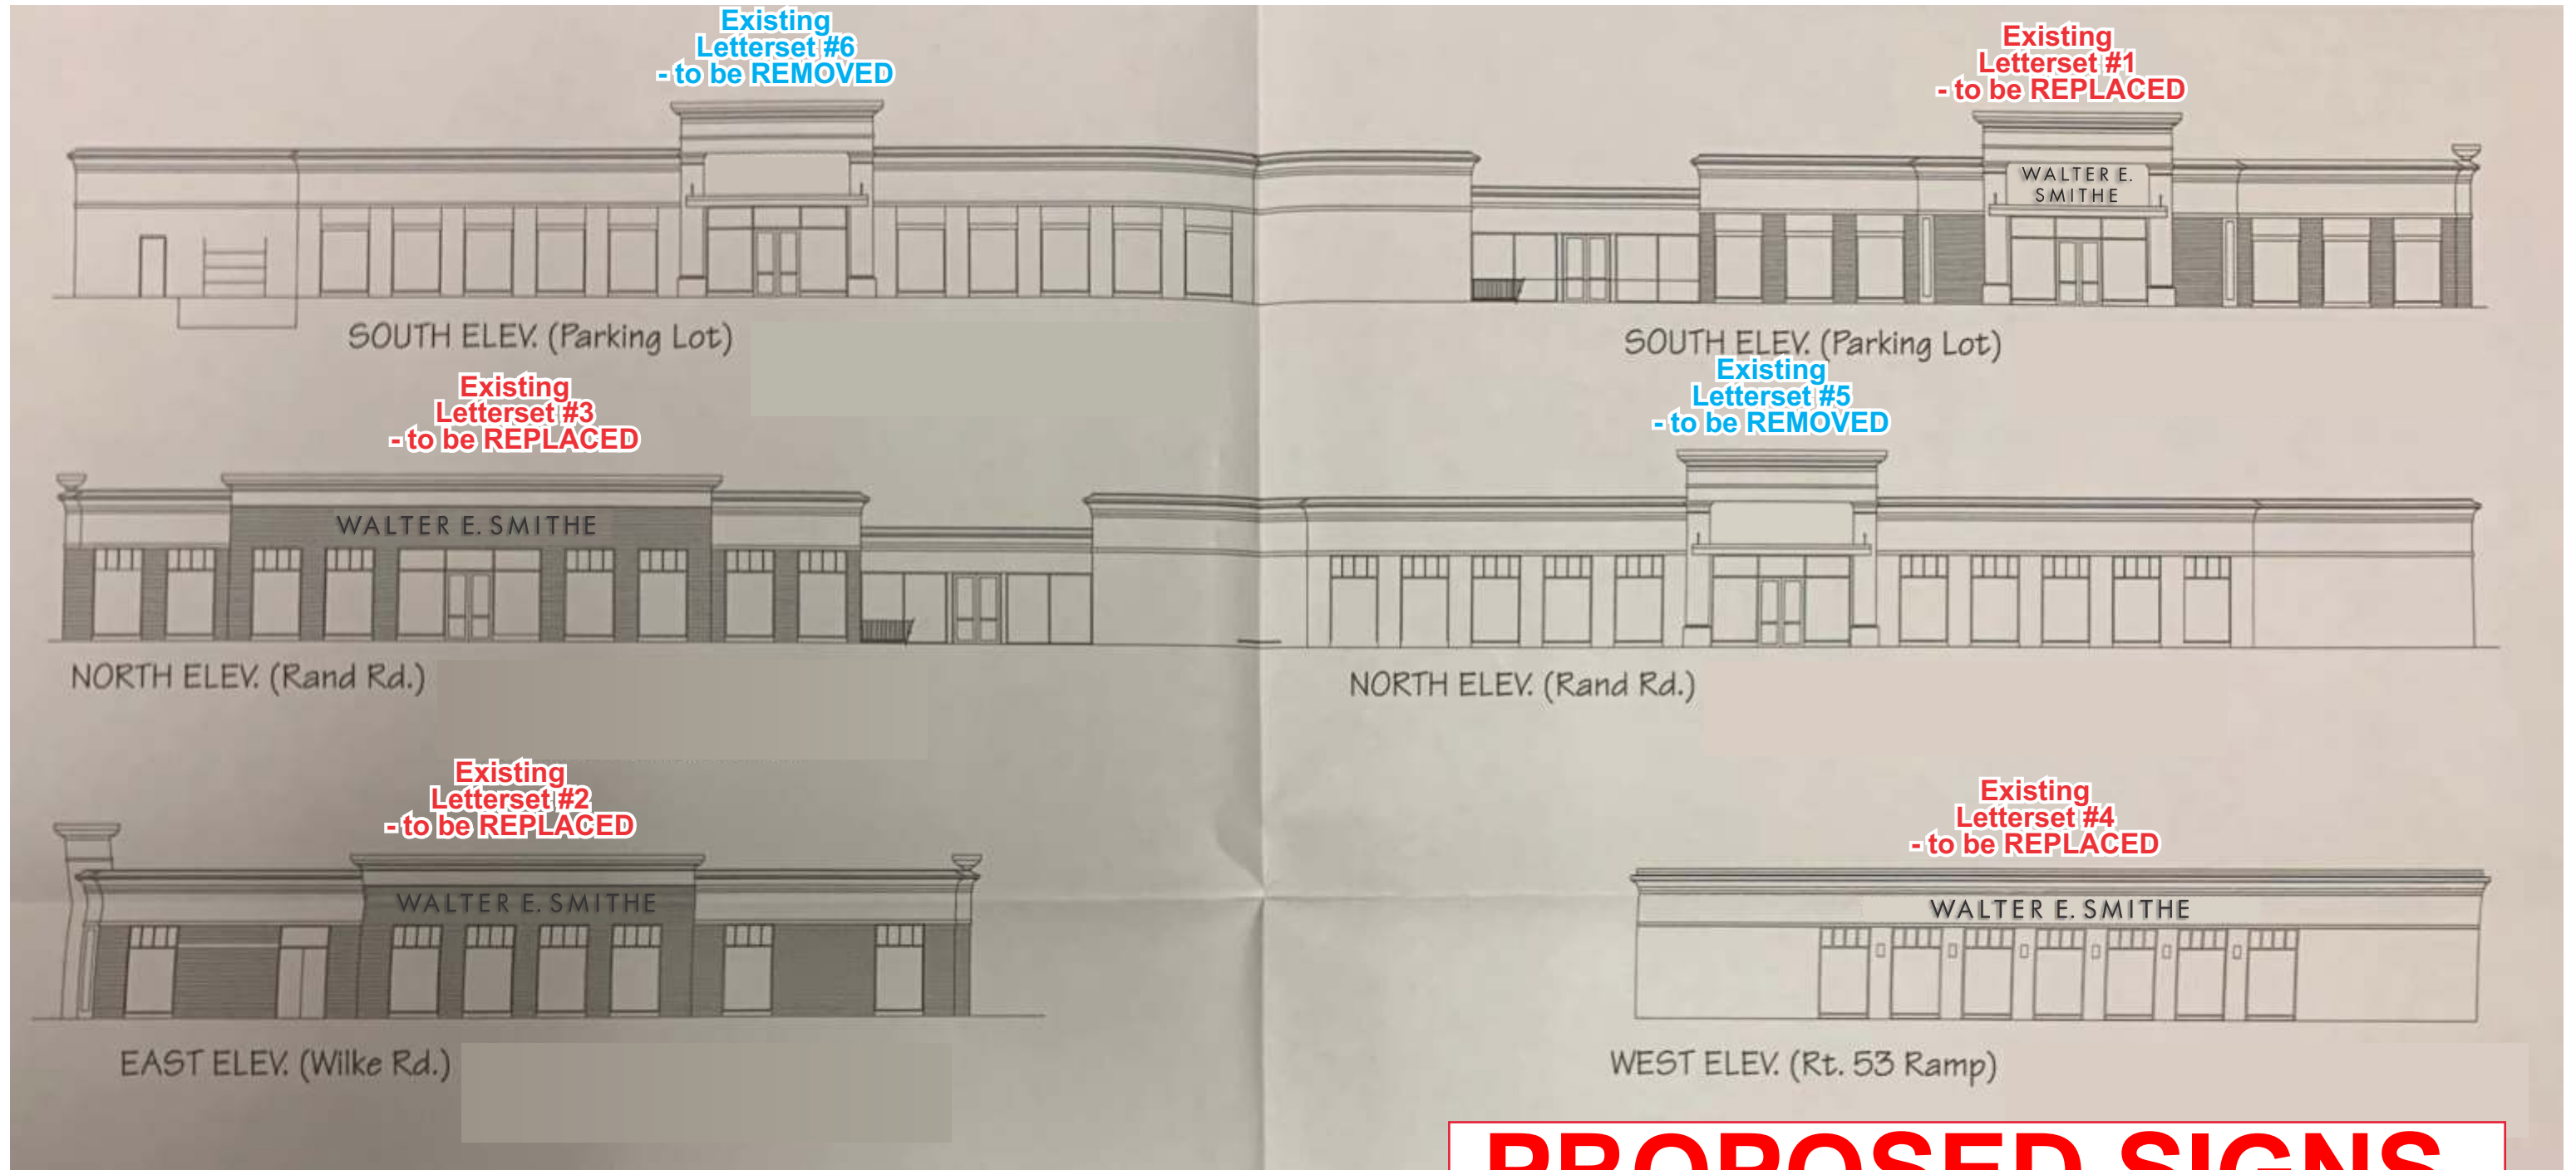 Existing
Letterset #6
- to be REMOVED
Existing
Letterset #1
- to be REPLACED
WALTER E.
SMITHE
SOUTH ELEV. (Parking Lot)
SOUTH ELEV. (Parking Lot)
Existing
Letterset #3
- to be REPLACED
Existing
Letterset #5
- to be REMOVED
WALTER E. SMITHE
NORTH ELEV. (Rand Rd.)
NORTH ELEV. (Rand Rd.)
Existing
Letterset #2
- to be REPLACED
Existing
Letterset #4
- to be REPLACED
WALTER E. SMITHE
WALTER E. SMITHE
EAST ELEV. (Wilke Rd.)
WEST ELEV. (Rt. 53 Ramp)
PROPOSED SIGNS